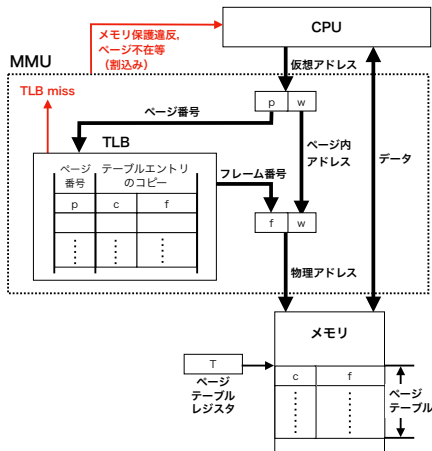 CPU
メモリ保護違反,
ページ不在等
（割込み）
MMU
仮想アドレス
TLB miss
p w
ページ番号
TLB
ページ内
アドレス
データ
ページ
番号
テーブルエントリ
のコピー
フレーム番号
p c f
f w
物理アドレス
メモリ
T
ページ
テーブル
レジスタ
c f
ページ
テーブル